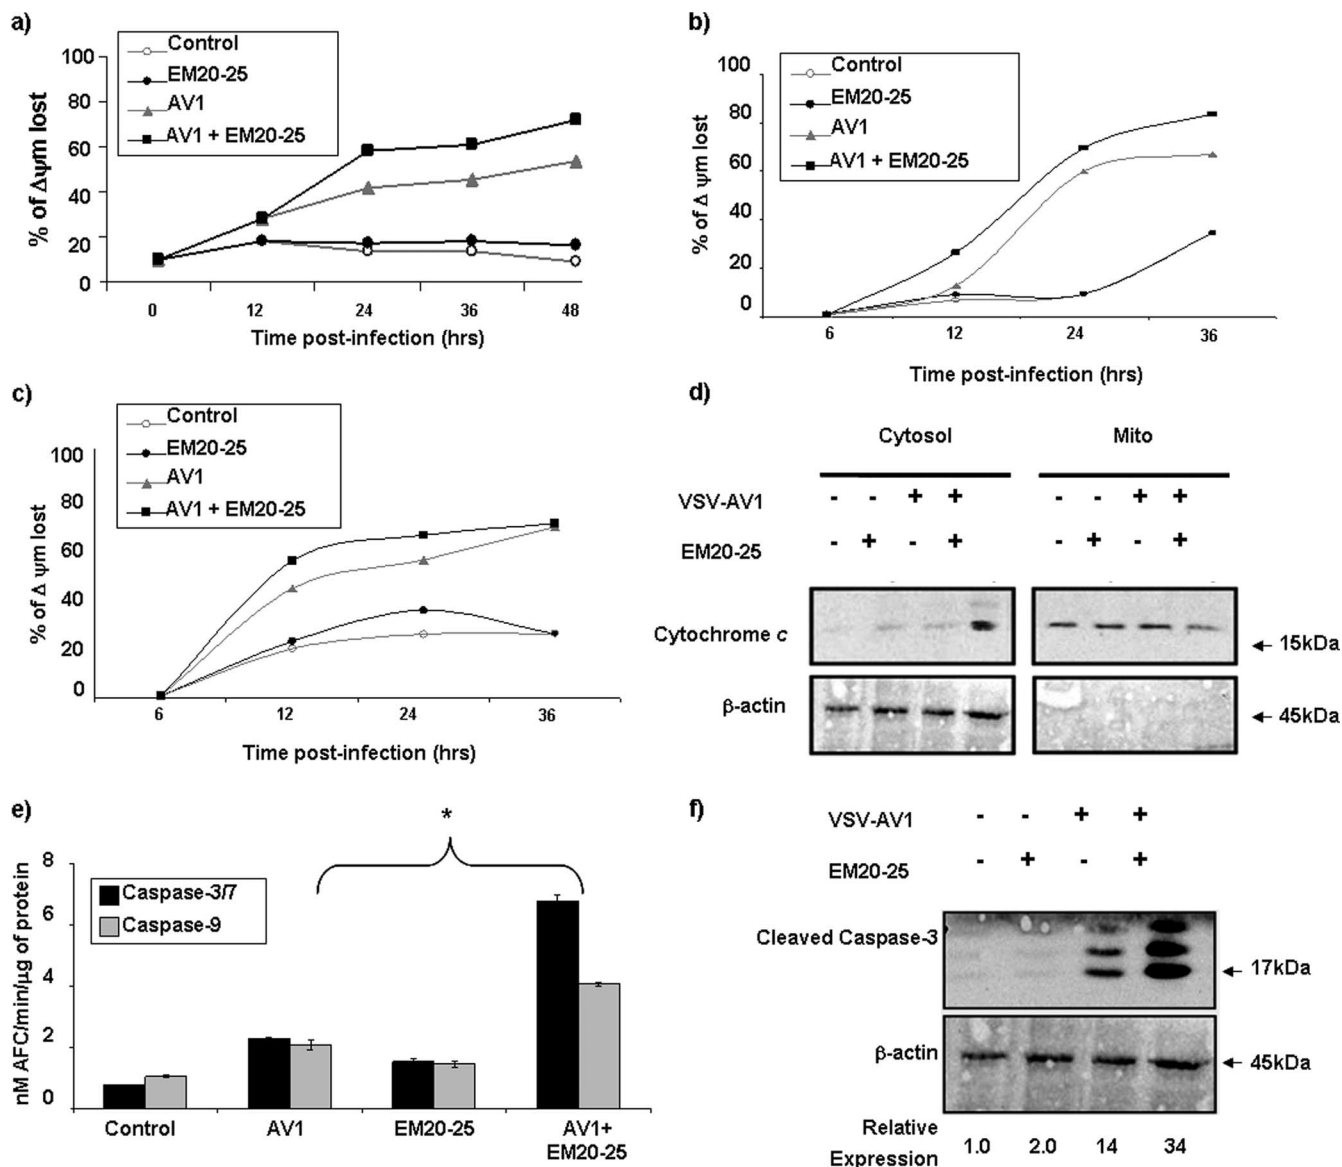 a)
Control
EM20-25
AV1
AV1 + EM20-25
% of Δψm lost
100
80
60
40
20
0
0 12 24 36 48
Time post-infection (hrs)
b)
Control
EM20-25
AV1
AV1 + EM20-25
% of Δ ψm lost
100
80
60
40
20
0
6 12 24 36
Time post-infection (hrs)
c)
Control
EM20-25
AV1
AV1 + EM20-25
% of Δ ψm lost
100
80
60
40
20
0
6 12 24 36
Time post-infection (hrs)
d)
Cytosol Mito
VSV-AV1 - - + + - - + +
EM20-25 - + - + - + - +
Cytochrome c
15kDa
β-actin
45kDa
e)
*
Caspase-3/7
Caspase-9
nM AFC/min/μg of protein
8
6
4
2
0
Control AV1 EM20-25 AV1+
EM20-25
f)
VSV-AV1 - - + +
EM20-25 - + - +
Cleaved Caspase-3
17kDa
β-actin
45kDa
Relative
Expression 1.0 2.0 14 34